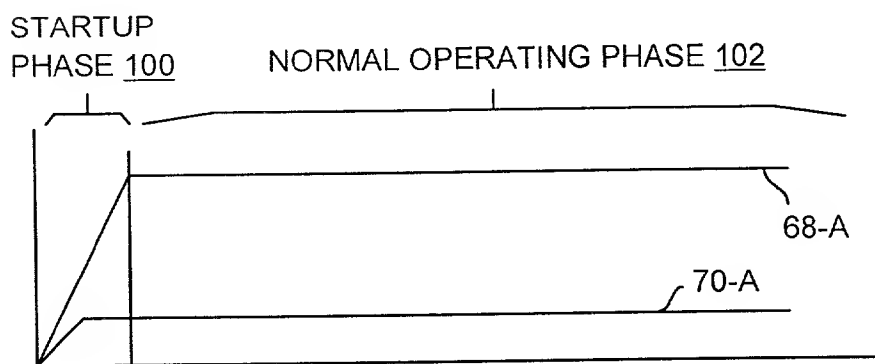 STARTUP
PHASE 100
NORMAL OPERATING PHASE 102
68-A
70-A